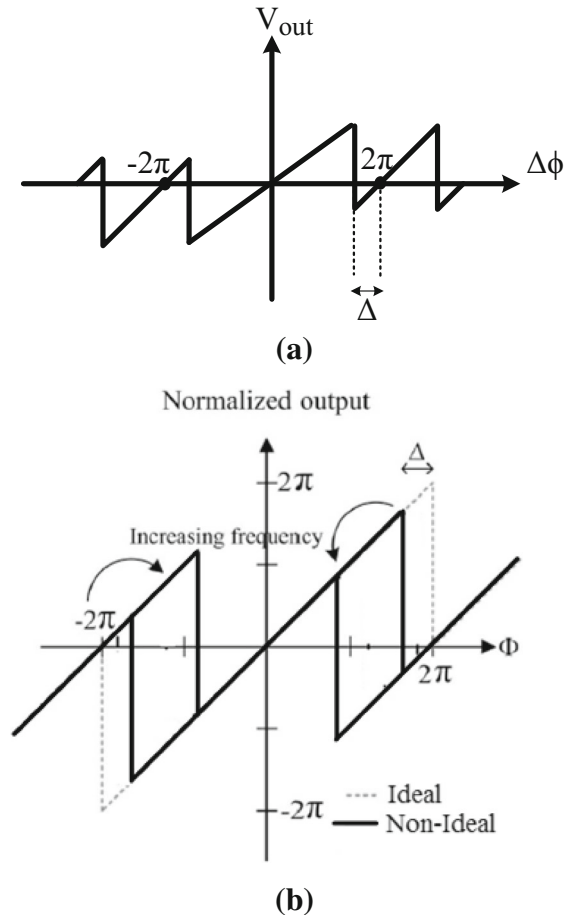 V_out
-2π
2π
Δϕ
Δ
(a)
Normalized output
Δ
2π
Increasing frequency
-2π
Φ
2π
-2π
Ideal
Non-Ideal
(b)